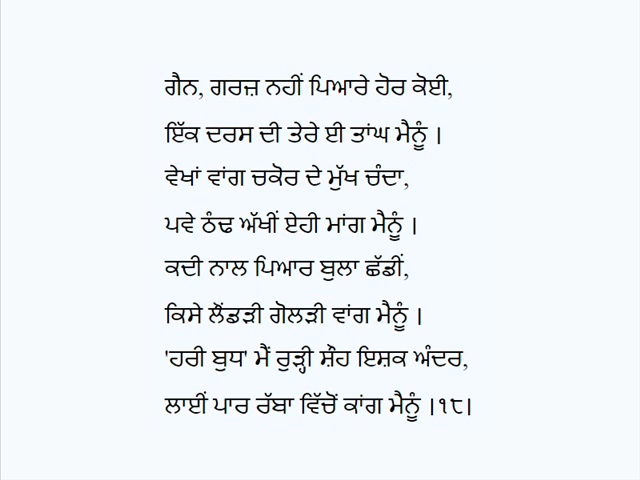 ਗੈਨ, ਗਰਜ਼ ਨਹੀਂ ਪਿਆਰੇ ਹੋਰ ਕੋਈ,
ਇੱਕ ਦਰਸ ਦੀ ਤੇਰੇ ਈ ਤਾਂਘ ਮੈਨੂੰ ।
ਵੇਖਾਂ ਵਾਂਗ ਚਕੋਰ ਦੇ ਮੁੱਖ ਚੰਦਾ,
ਪਵੇ ਠੰਢ ਅੱਖੀਂ ਏਹੀ ਮਾਂਗ ਮੈਨੂੰ ।
ਕਦੀ ਨਾਲ ਪਿਆਰ ਬੁਲਾ ਛੱਡੀਂ,
ਕਿਸੇ ਲੌਂਡੜੀ ਗੋਲੜੀ ਵਾਂਗ ਮੈਨੂੰ ।
'ਹਰੀ ਬੁਧ' ਮੈਂ ਰੁੜ੍ਹੀ ਸ਼ੌਹ ਇਸ਼ਕ ਅੰਦਰ,
ਲਾਈਂ ਪਾਰ ਰੱਬਾ ਵਿੱਚੋਂ ਕਾਂਗ ਮੈਨੂੰ ।੧੮।